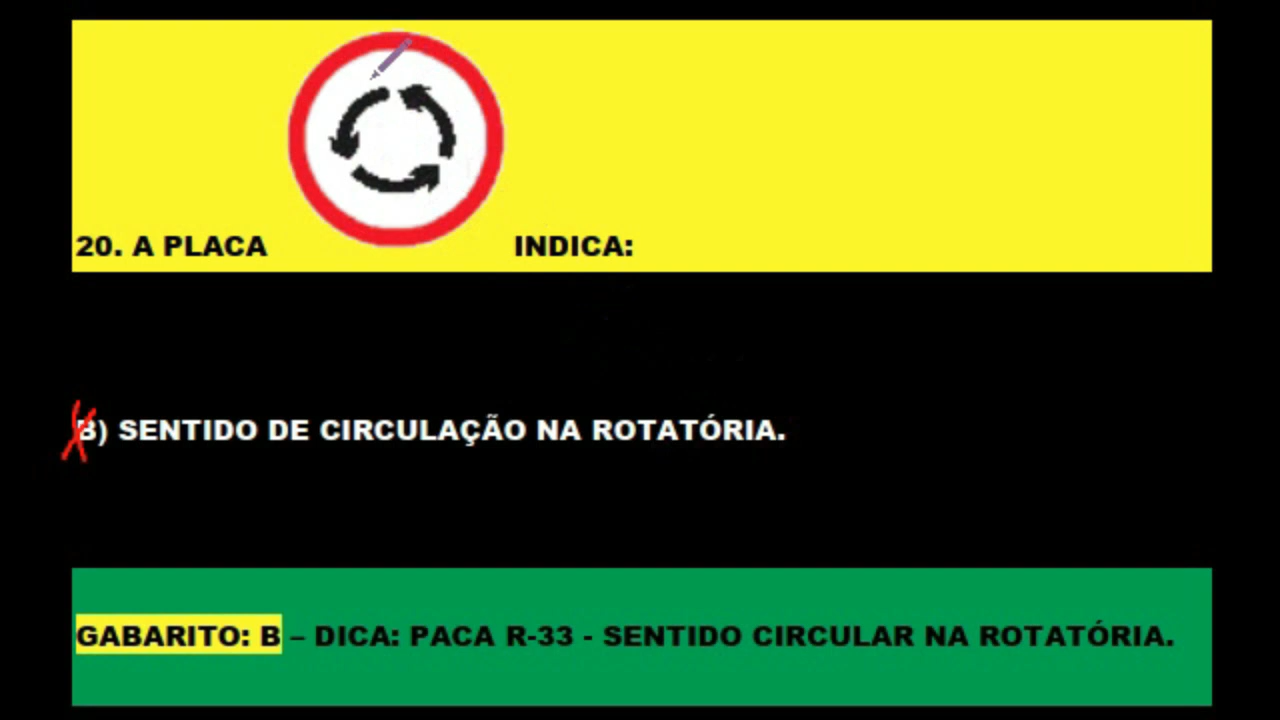 20. A PLACA INDICA:
B) SENTIDO DE CIRCULAÇÃO NA ROTATÓRIA.
GABARITO: B – DICA: PACA R-33 - SENTIDO CIRCULAR NA ROTATÓRIA.